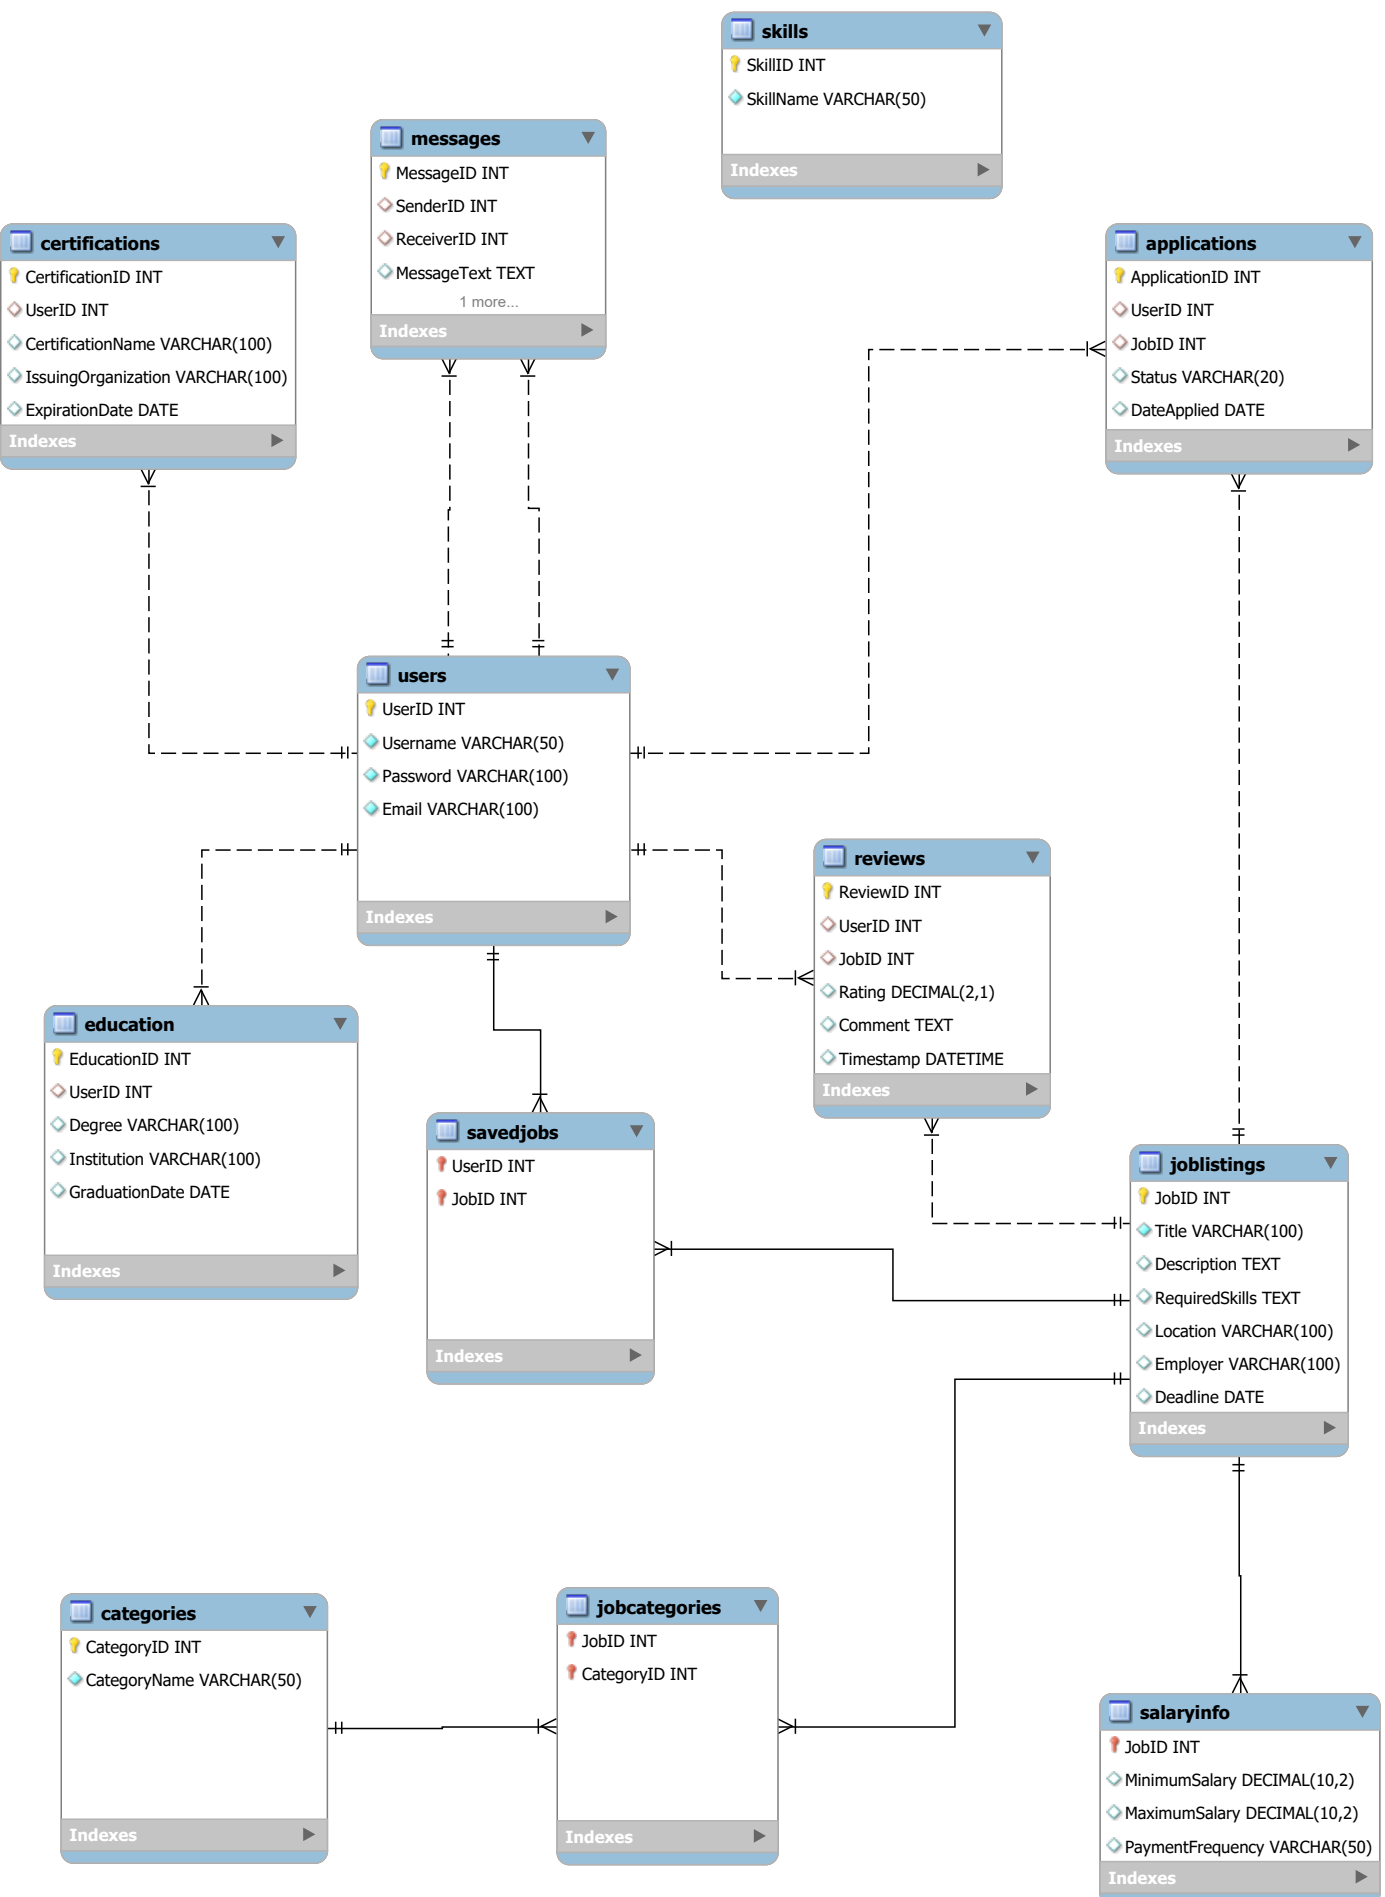 skills
SkillID INT
SkillName VARCHAR(50)
Indexes
messages
MessageID INT
SenderID INT
ReceiverID INT
MessageText TEXT
1 more...
Indexes
certifications
CertificationID INT
UserID INT
CertificationName VARCHAR(100)
IssuingOrganization VARCHAR(100)
ExpirationDate DATE
Indexes
applications
ApplicationID INT
UserID INT
JobID INT
Status VARCHAR(20)
DateApplied DATE
Indexes
users
UserID INT
Username VARCHAR(50)
Password VARCHAR(100)
Email VARCHAR(100)
Indexes
reviews
ReviewID INT
UserID INT
JobID INT
Rating DECIMAL(2,1)
Comment TEXT
Timestamp DATETIME
Indexes
education
EducationID INT
UserID INT
Degree VARCHAR(100)
Institution VARCHAR(100)
GraduationDate DATE
Indexes
savedjobs
UserID INT
JobID INT
Indexes
joblistings
JobID INT
Title VARCHAR(100)
Description TEXT
RequiredSkills TEXT
Location VARCHAR(100)
Employer VARCHAR(100)
Deadline DATE
Indexes
categories
CategoryID INT
CategoryName VARCHAR(50)
Indexes
jobcategories
JobID INT
CategoryID INT
Indexes
salaryinfo
JobID INT
MinimumSalary DECIMAL(10,2)
MaximumSalary DECIMAL(10,2)
PaymentFrequency VARCHAR(50)
Indexes